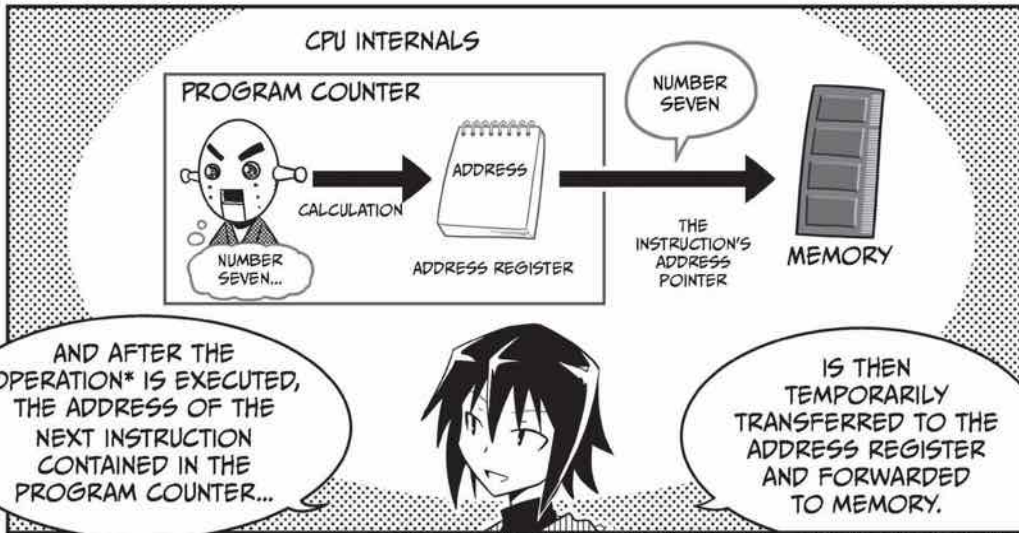 CPU INTERNALS
PROGRAM COUNTER
NUMBER
SEVEN...
CALCULATION
ADDRESS
ADDRESS REGISTER
NUMBER
SEVEN
THE
INSTRUCTION'S
ADDRESS
POINTER
MEMORY
AND AFTER THE
OPERATION* IS EXECUTED,
THE ADDRESS OF THE
NEXT INSTRUCTION
CONTAINED IN THE
PROGRAM COUNTER...
IS THEN
TEMPORARILY
TRANSFERRED TO THE
ADDRESS REGISTER
AND FORWARDED
TO MEMORY.